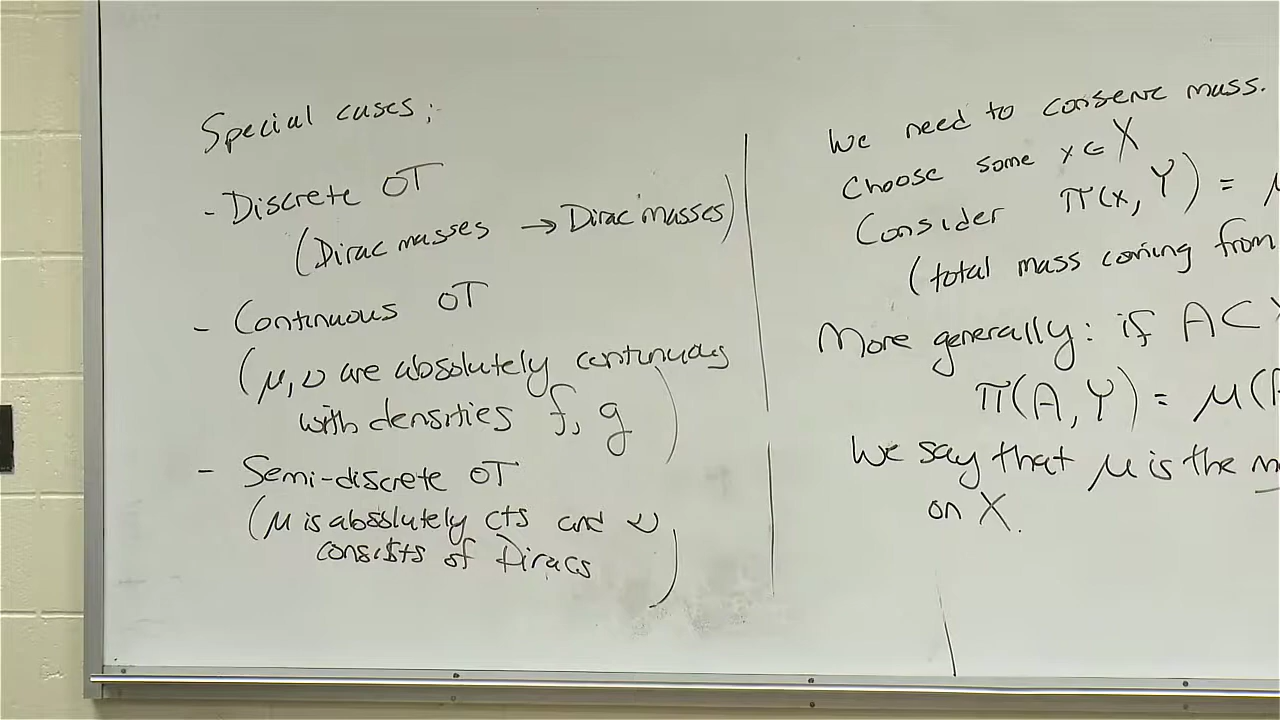 Special cases:
- Discrete OT
(Dirac masses → Dirac masses)
- Continuous OT
(μ, ν are absolutely continuous
with densities f, g)
- Semi-discrete OT
(μ is absolutely cts and ν
consists of Diracs)
We need to conserve mass.
Choose some x ∈ X
Consider π(x, Y) =
(total mass coming from
More generally: if A ⊂
π(A, Y) = μ(
We say that μ is the
on X.